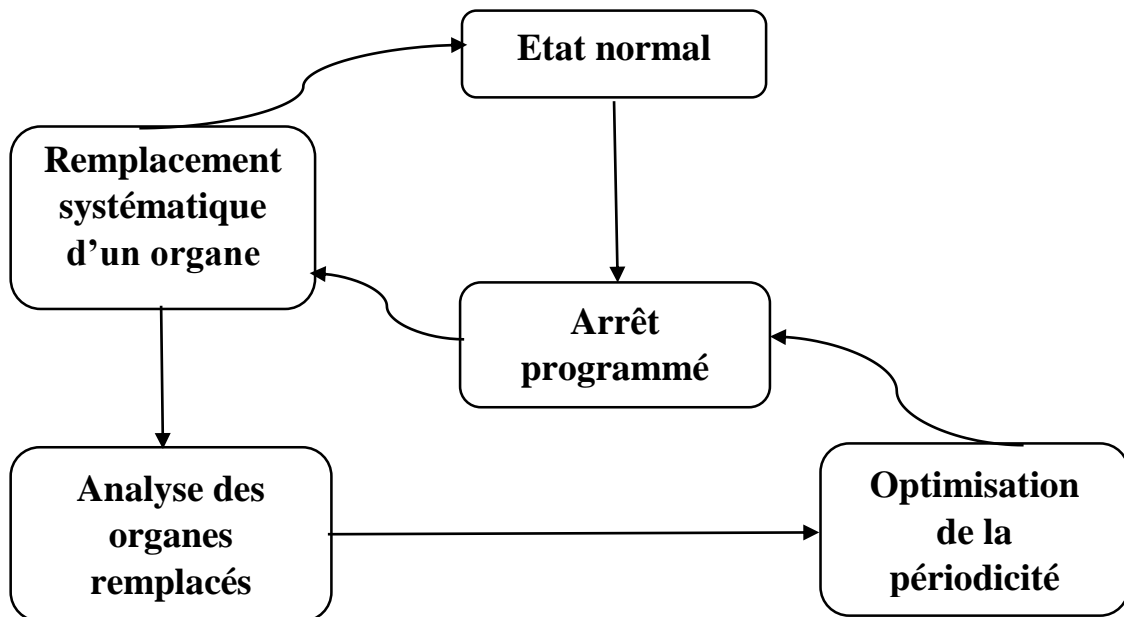 Etat normal
Remplacement
systématique
d’un organe
Arrêt
programmé
Analyse des
organes
remplacés
Optimisation
de la
périodicité